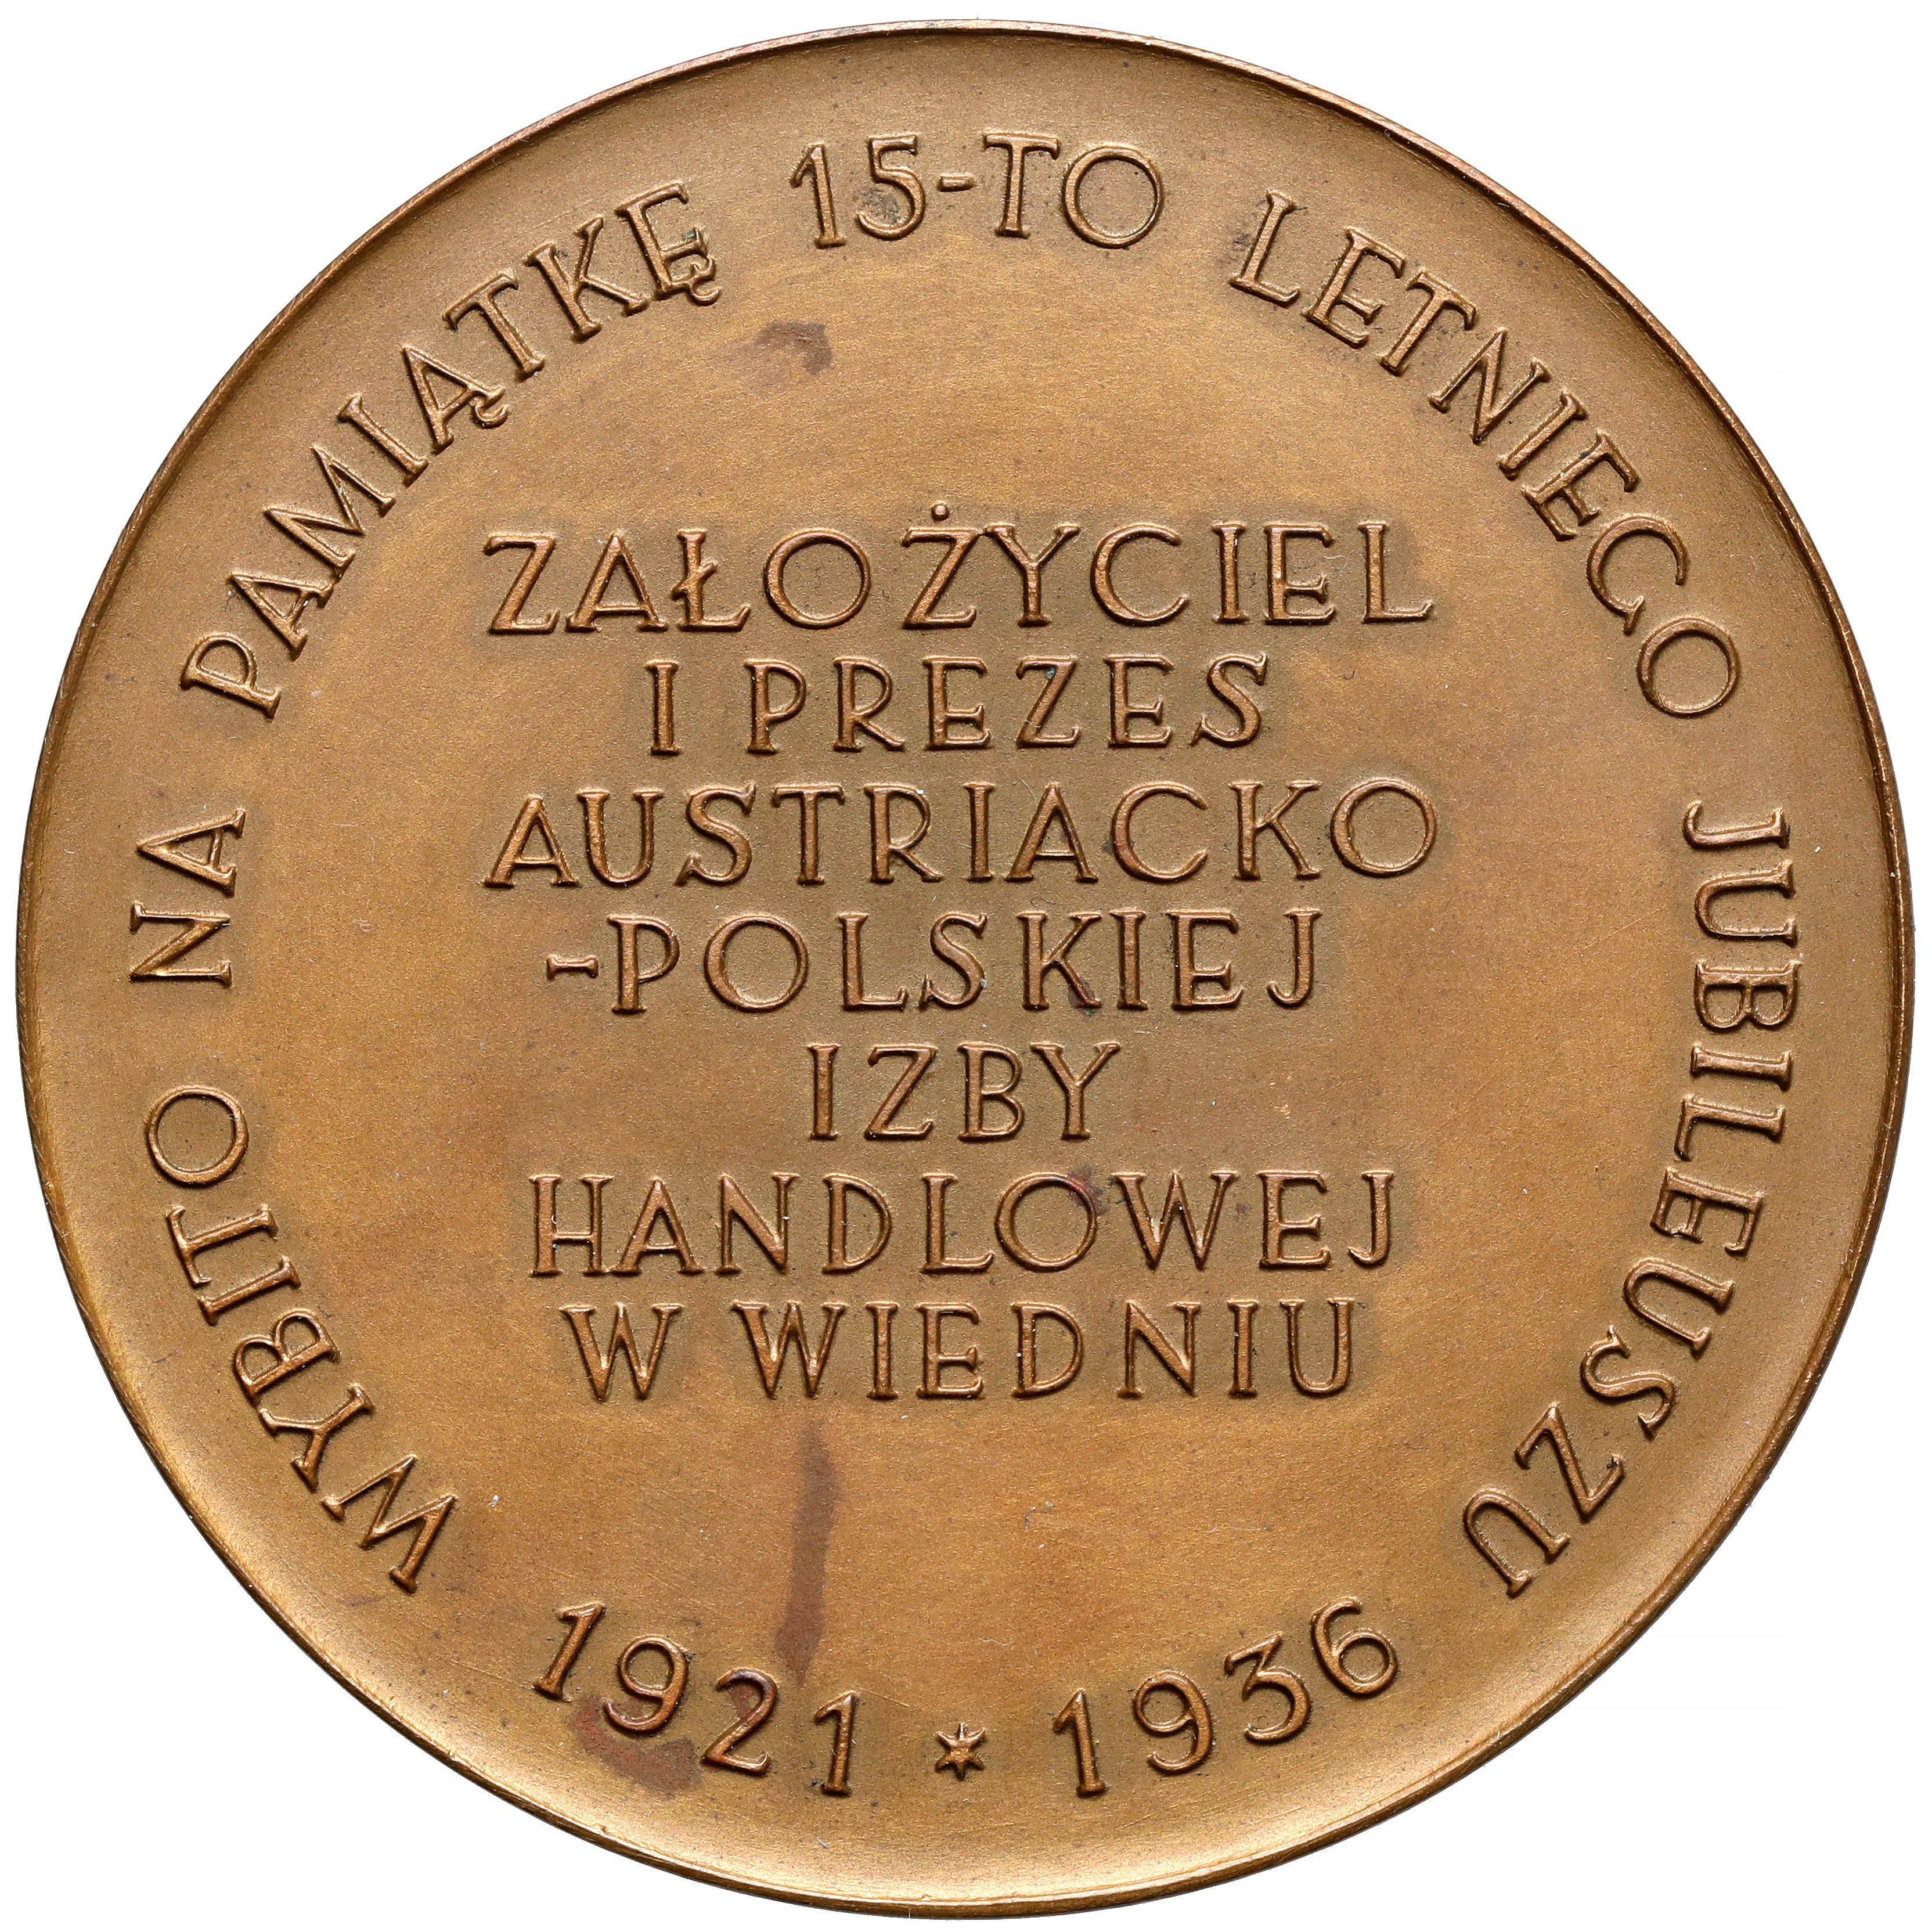 WYBITO NA PAMIĄTKĘ 15-TO LETNIEGO JUBILEUSZU
ZAŁOŻYCIEL
I PREZES
AUSTRIACKO
-POLSKIEJ
IZBY
HANDLOWEJ
W WIEDNIU
1921 * 1936